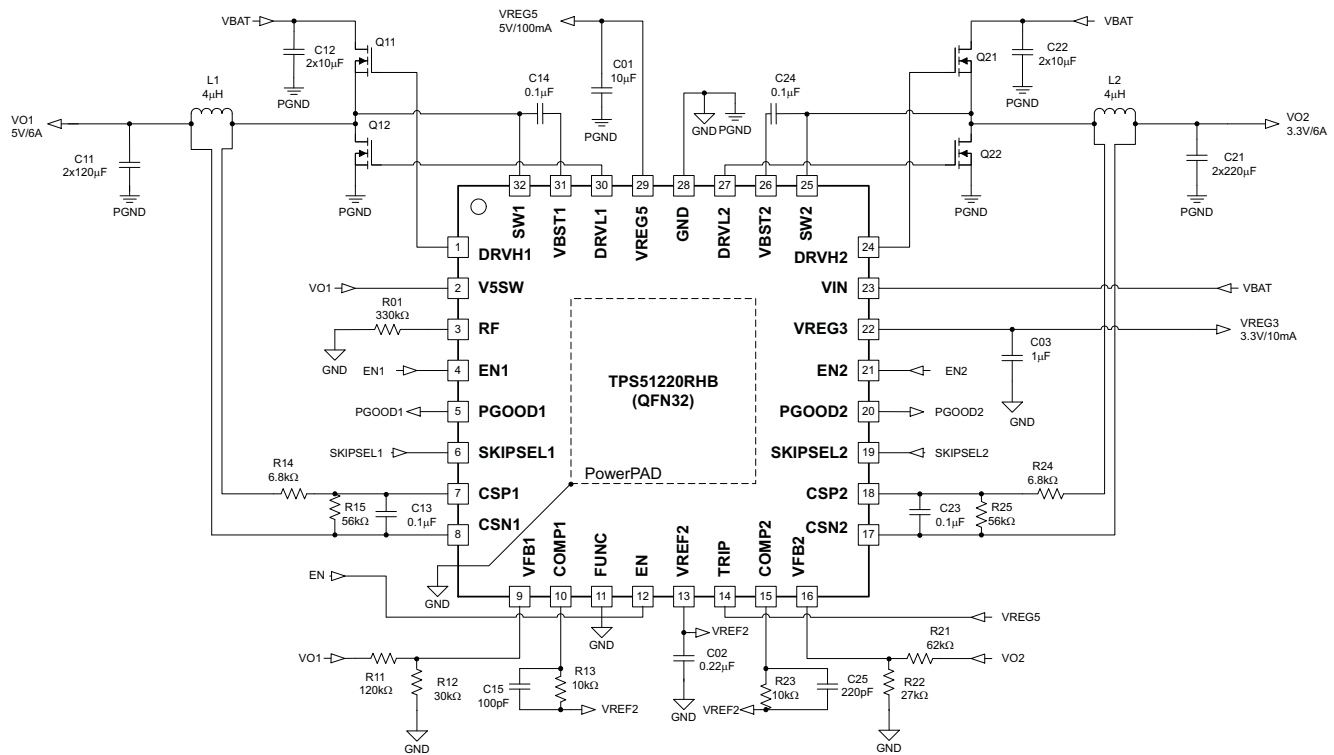 VBAT
VREG5
5V/100mA
VBAT
Q11
C12
2x10µF
PGND
C14
0.1µF
C01
10µF
PGND
GND
PGND
C24
0.1µF
Q21
C22
2x10µF
PGND
L1
4µH
L2
4µH
VO1
5V/6A
Q12
Q22
VO2
3.3V/6A
C11
2x120µF
PGND
PGND
PGND
C21
2x220µF
PGND
32
31
30
29
28
27
26
25
SW1
VBST1
DRVL1
VREG5
GND
DRVL2
VBST2
SW2
1
DRVH1
DRVH2
24
VO1
2
V5SW
VIN
23
VBAT
R01
330kΩ
GND
3
RF
VREG3
22
VREG3
3.3V/10mA
C03
1µF
GND
EN1
4
EN1
EN2
21
EN2
TPS51220RHB
(QFN32)
PGOOD1
5
PGOOD1
PGOOD2
20
PGOOD2
SKIPSEL1
6
SKIPSEL1
SKIPSEL2
19
SKIPSEL2
PowerPAD
R14
6.8kΩ
7
CSP1
CSP2
18
R24
6.8kΩ
R15
56kΩ
C13
0.1µF
C23
0.1µF
R25
56kΩ
8
CSN1
CSN2
17
VFB1
COMP1
FUNC
EN
VREF2
TRIP
COMP2
VFB2
GND
9
10
11
12
13
14
15
16
EN
GND
VREG5
VREF2
VO1
R11
120kΩ
R12
30kΩ
GND
C15
100pF
R13
10kΩ
VREF2
C02
0.22µF
GND
R23
10kΩ
VREF2
C25
220pF
R21
62kΩ
VO2
R22
27kΩ
GND